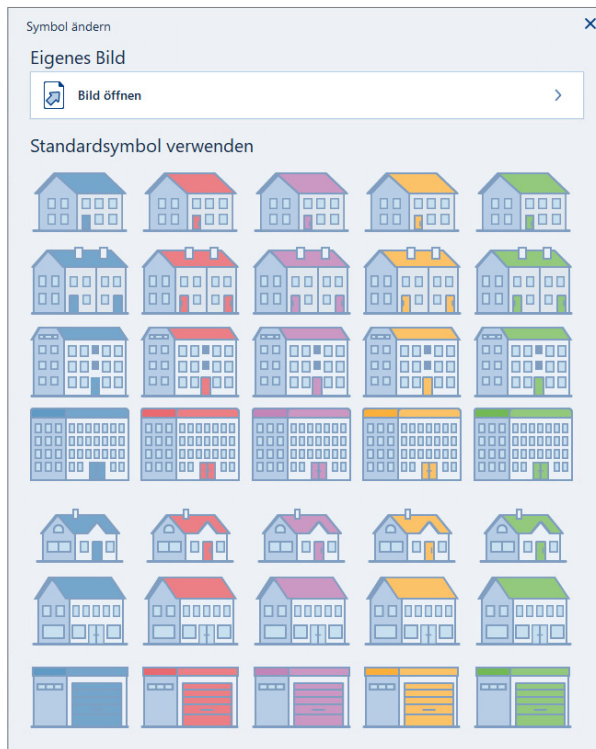 Symbol ändern
Eigenes Bild
Bild öffnen
Standardsymbol verwenden